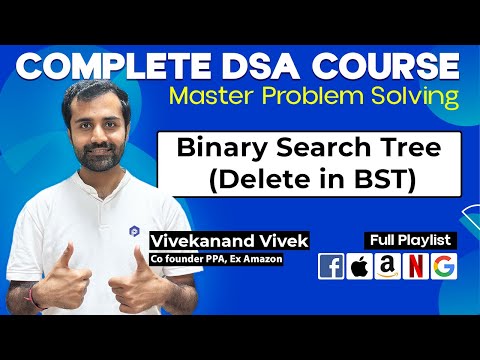 COMPLETE DSA COURSE
Master Problem Solving
Binary Search Tree
(Delete in BST)
Vivekanand Vivek
Co founder PPA, Ex Amazon
Full Playlist